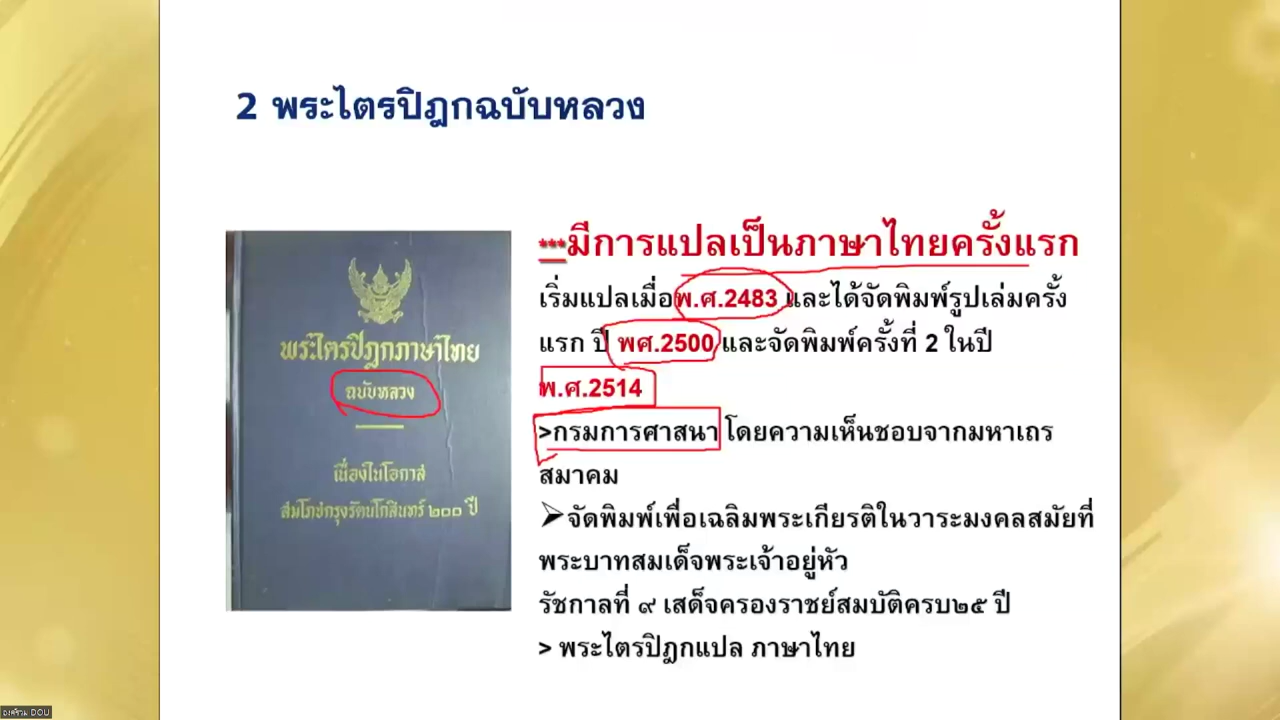 2 พระไตรปิฎกฉบับหลวง
พระไตรปิฎกภาษาไทย
ฉบับหลวง
เนื่องในโอกาส
สมโภชกรุงรัตนโกสินทร์ ๒๐๐ ปี
***มีการแปลเป็นภาษาไทยครั้งแรก
เริ่มแปลเมื่อพ.ศ.2483 และได้จัดพิมพ์รูปเล่มครั้ง
แรก ปี พศ.2500 และจัดพิมพ์ครั้งที่ 2 ในปี
พ.ศ.2514
>กรมการศาสนา โดยความเห็นชอบจากมหาเถร
สมาคม
➢จัดพิมพ์เพื่อเฉลิมพระเกียรติในวาระมงคลสมัยที่
พระบาทสมเด็จพระเจ้าอยู่หัว
รัชกาลที่ ๙ เสด็จครองราชย์สมบัติครบ๒๕ ปี
> พระไตรปิฎกแปล ภาษาไทย
DOU